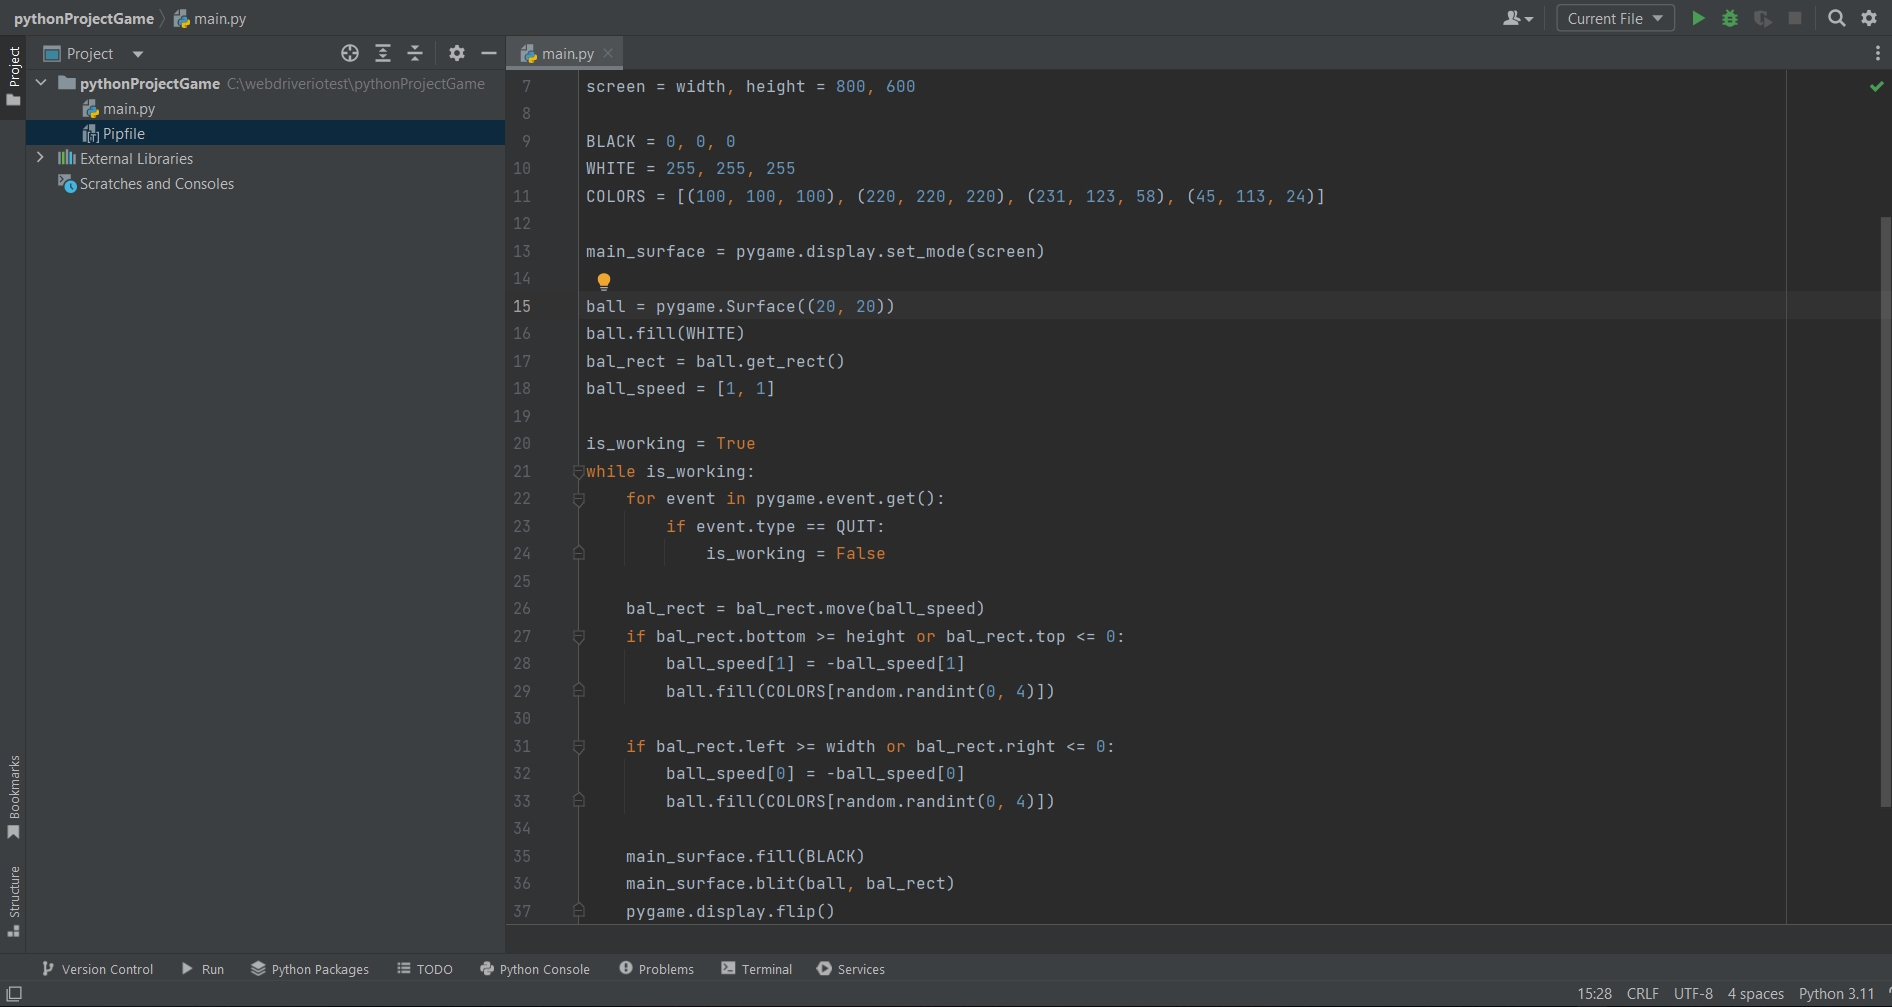 pythonProjectGame main.py
Current File
Project
Project
main.py
pythonProjectGame C:\webdriveriotest\pythonProjectGame
main.py
Pipfile
External Libraries
Scratches and Consoles
7 screen = width, height = 800, 600
8
9 BLACK = 0, 0, 0
10 WHITE = 255, 255, 255
11 COLORS = [(100, 100, 100), (220, 220, 220), (231, 123, 58), (45, 113, 24)]
12
13 main_surface = pygame.display.set_mode(screen)
14
15 ball = pygame.Surface((20, 20))
16 ball.fill(WHITE)
17 bal_rect = ball.get_rect()
18 ball_speed = [1, 1]
19
20 is_working = True
21 while is_working:
22     for event in pygame.event.get():
23         if event.type == QUIT:
24             is_working = False
25
26     bal_rect = bal_rect.move(ball_speed)
27     if bal_rect.bottom >= height or bal_rect.top <= 0:
28         ball_speed[1] = -ball_speed[1]
29         ball.fill(COLORS[random.randint(0, 4)])
30
31     if bal_rect.left >= width or bal_rect.right <= 0:
32         ball_speed[0] = -ball_speed[0]
33         ball.fill(COLORS[random.randint(0, 4)])
34
35     main_surface.fill(BLACK)
36     main_surface.blit(ball, bal_rect)
37     pygame.display.flip()
Bookmarks
Structure
Version Control Run Python Packages TODO Python Console Problems Terminal Services
15:28 CRLF UTF-8 4 spaces Python 3.11